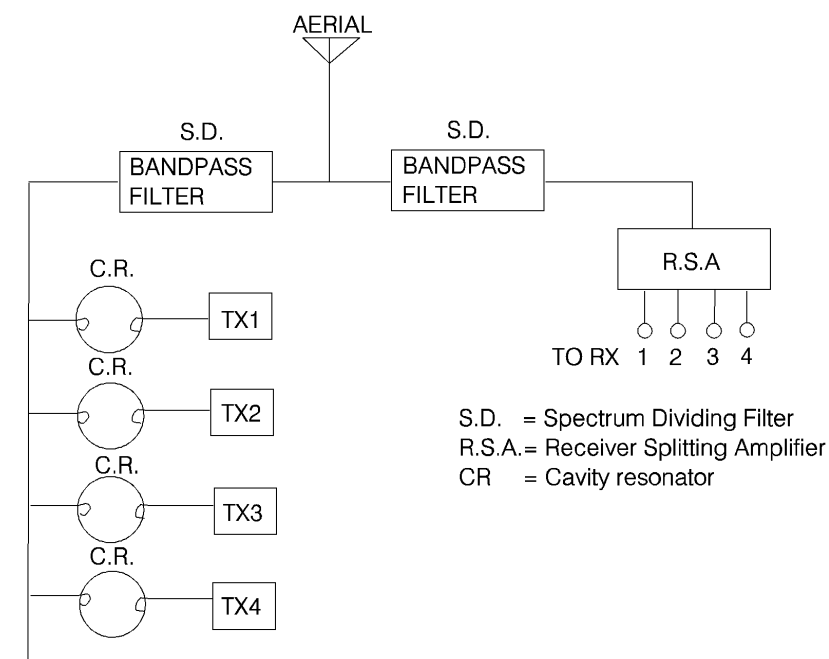 AERIAL
S.D.
BANDPASS
FILTER
S.D.
BANDPASS
FILTER
R.S.A
TO RX 1 2 3 4
C.R.
TX1
C.R.
TX2
C.R.
TX3
C.R.
TX4
S.D. = Spectrum Dividing Filter
R.S.A.= Receiver Splitting Amplifier
CR = Cavity resonator